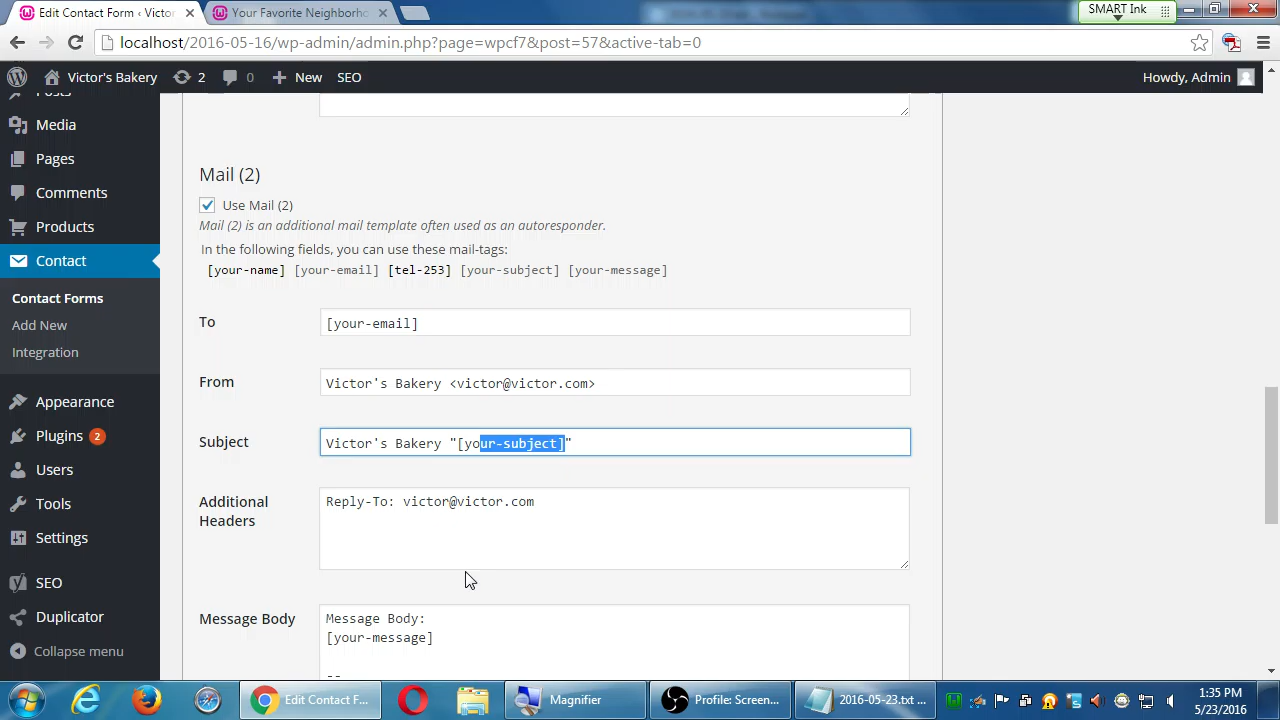 Edit Contact Form ‹ Victor
Your Favorite Neighborho
SMART Ink
localhost/2016-05-16/wp-admin/admin.php?page=wpcf7&post=57&active-tab=0
Victor's Bakery 2 0 New SEO Howdy, Admin
Posts
Media
Pages
Comments
Products
Contact
Contact Forms
Add New
Integration
Appearance
Plugins 2
Users
Tools
Settings
SEO
Duplicator
Collapse menu
Mail (2)
Use Mail (2)
Mail (2) is an additional mail template often used as an autoresponder.
In the following fields, you can use these mail-tags:
[your-name] [your-email] [tel-253] [your-subject] [your-message]
To
[your-email]
From
Victor's Bakery <victor@victor.com>
Subject
Victor's Bakery "[your-subject]"
Additional
Headers
Reply-To: victor@victor.com
Message Body
Message Body:
[your-message]
--
Edit Contact F...
Magnifier
Profile: Screen...
2016-05-23.txt ...
1:35 PM
5/23/2016